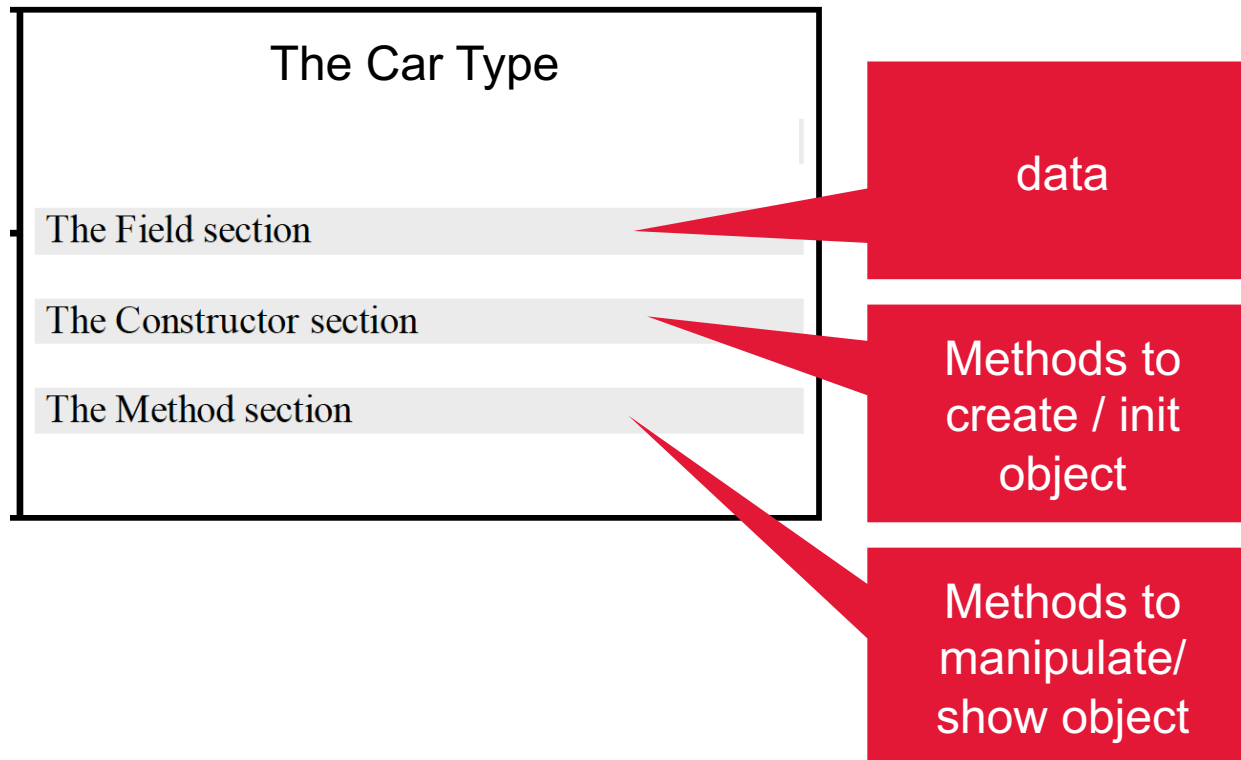 The Car Type
data
The Field section
The Constructor section
Methods to
create / init
object
The Method section
Methods to
manipulate/
show object